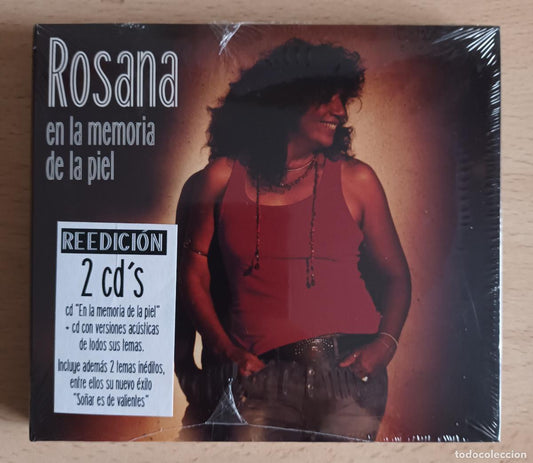 Rosana
en la memoria
de la piel
REEDICIÓN
2 cd´s
cd "En la memoria de la piel"
+ cd con versiones acústicas
de todos sus temas.
Incluye además 2 temas inéditos,
entre ellos su nuevo éxito
"Soñar es de valientes"
todocoleccion